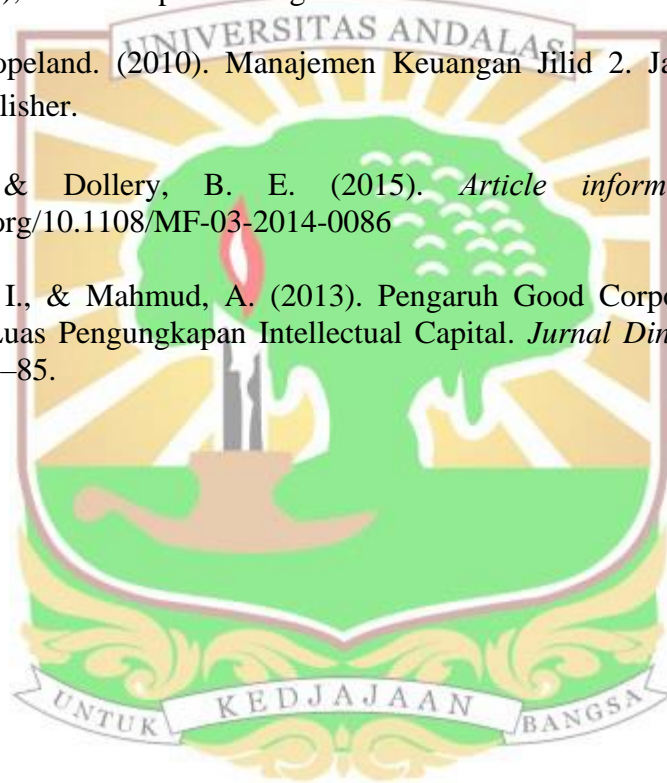 UNIVERSITAS ANDALAS
opeland. (2010). Manajemen Keuangan Jilid 2. Ja
lisher.
& Dollery, B. E. (2015). Article inform
org/10.1108/MF-03-2014-0086
I., & Mahmud, A. (2013). Pengaruh Good Corpo
Luas Pengungkapan Intellectual Capital. Jurnal Din
–85.
UNTUK KEDJAJAAN BANGSA